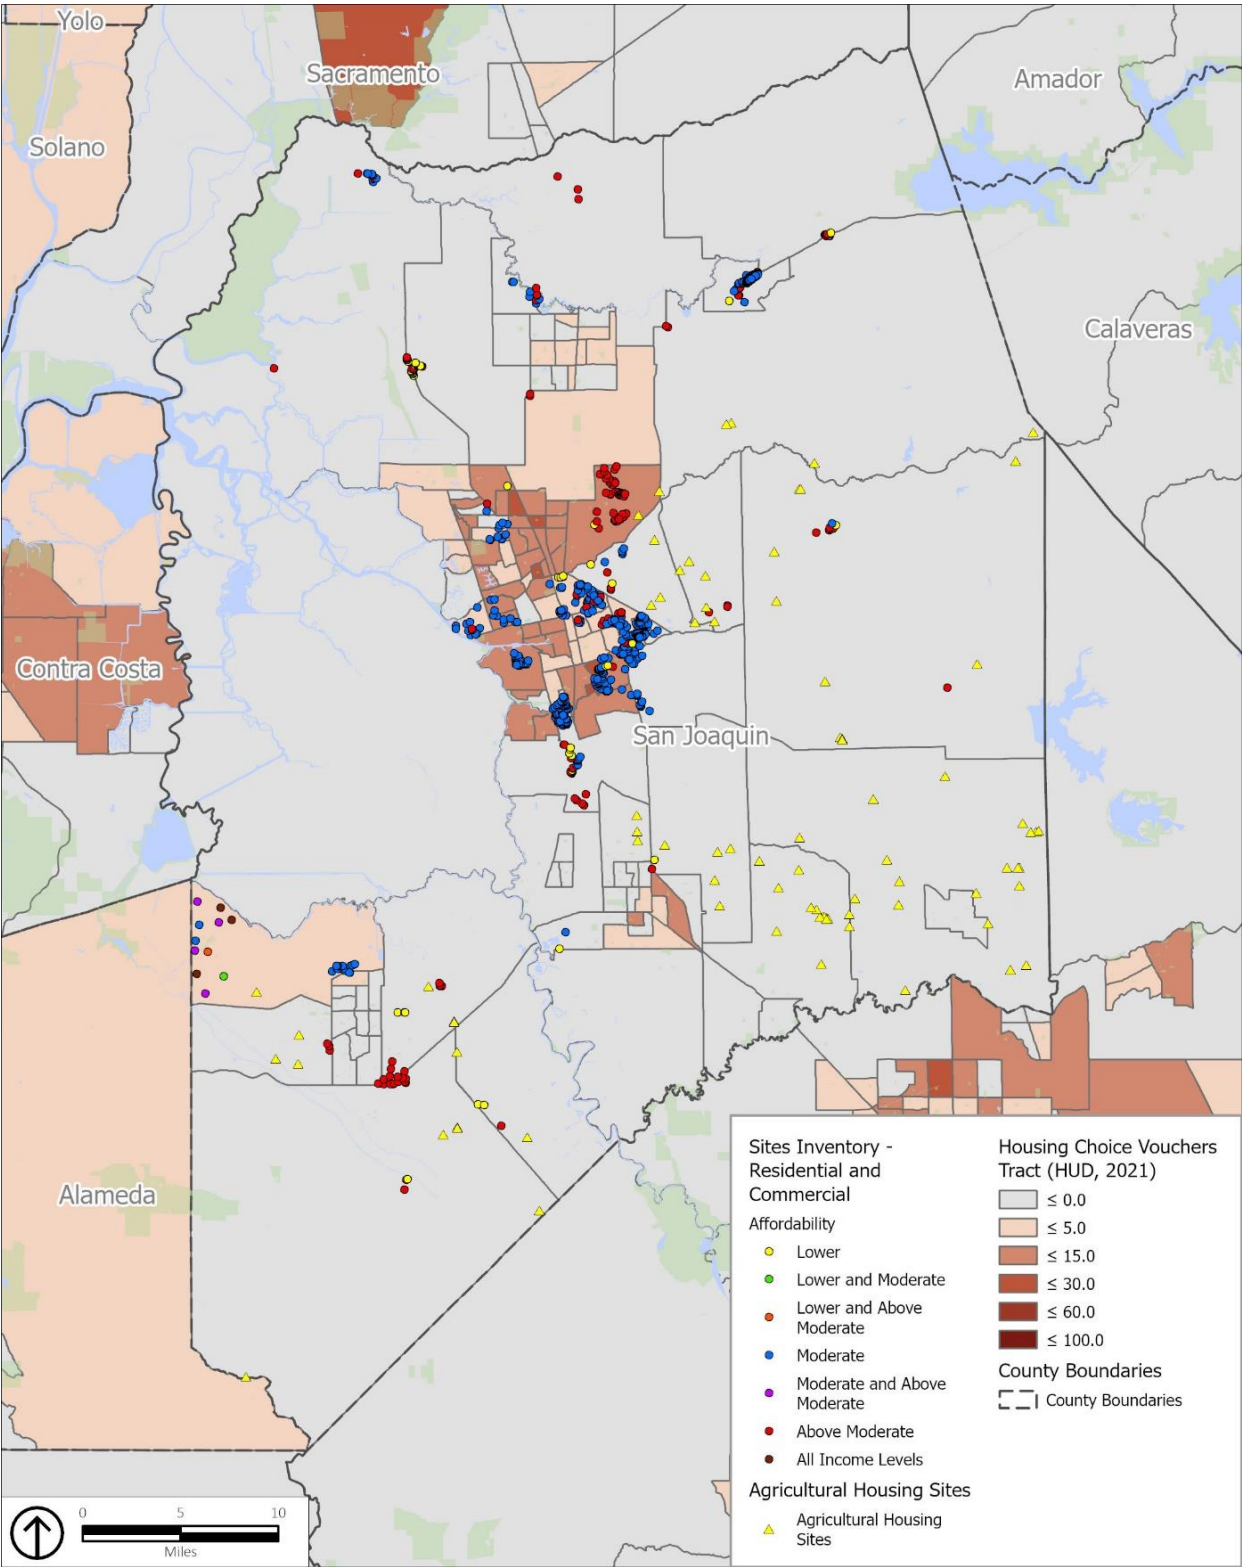 Yolo
Sacramento
Amador
Solano
Calaveras
Contra Costa
San Joaquin
Alameda
Sites Inventory -
Residential and
Commercial
Affordability
Lower
Lower and Moderate
Lower and Above
Moderate
Moderate
Moderate and Above
Moderate
Above Moderate
All Income Levels
Agricultural Housing Sites
Agricultural Housing
Sites
Housing Choice Vouchers
Tract (HUD, 2021)
≤ 0.0
≤ 5.0
≤ 15.0
≤ 30.0
≤ 60.0
≤ 100.0
County Boundaries
County Boundaries
0 5 10
Miles